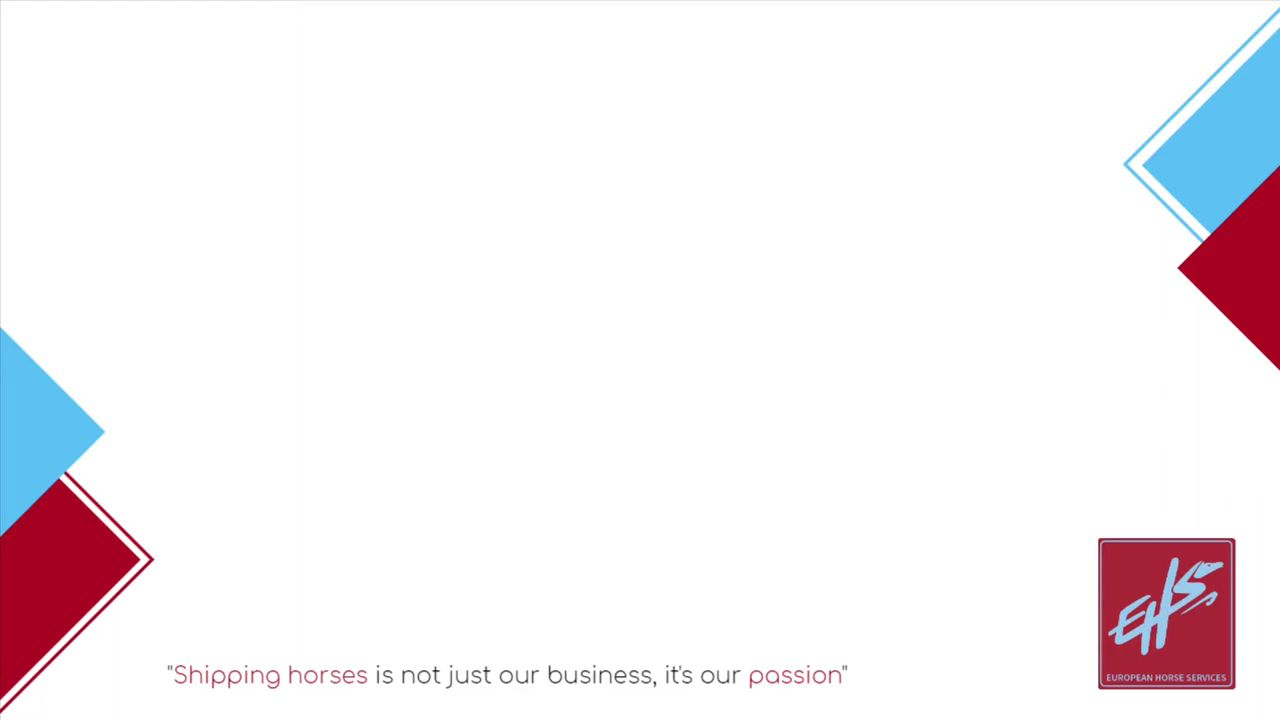 "Shipping horses is not just our business, it's our passion"
EHS
EUROPEAN HORSE SERVICES